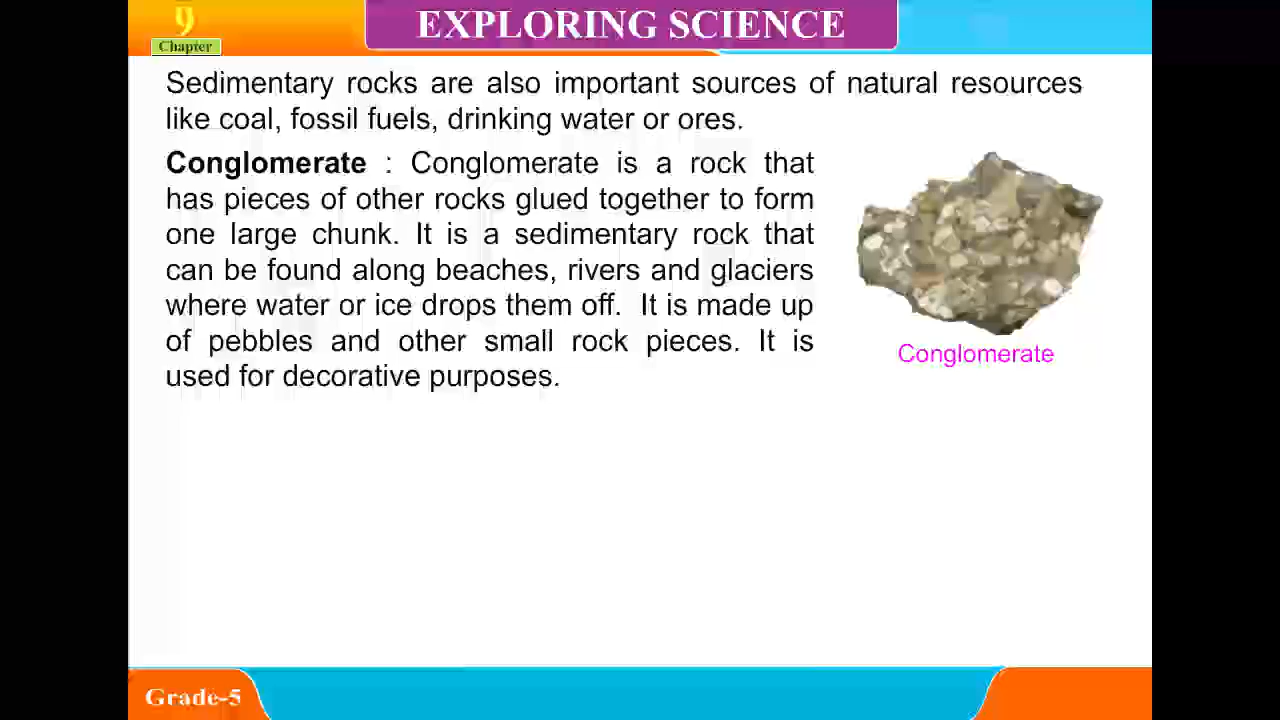 9
Chapter
EXPLORING SCIENCE
Sedimentary rocks are also important sources of natural resources
like coal, fossil fuels, drinking water or ores.
Conglomerate : Conglomerate is a rock that
has pieces of other rocks glued together to form
one large chunk. It is a sedimentary rock that
can be found along beaches, rivers and glaciers
where water or ice drops them off. It is made up
of pebbles and other small rock pieces. It is
used for decorative purposes.
Conglomerate
Grade-5